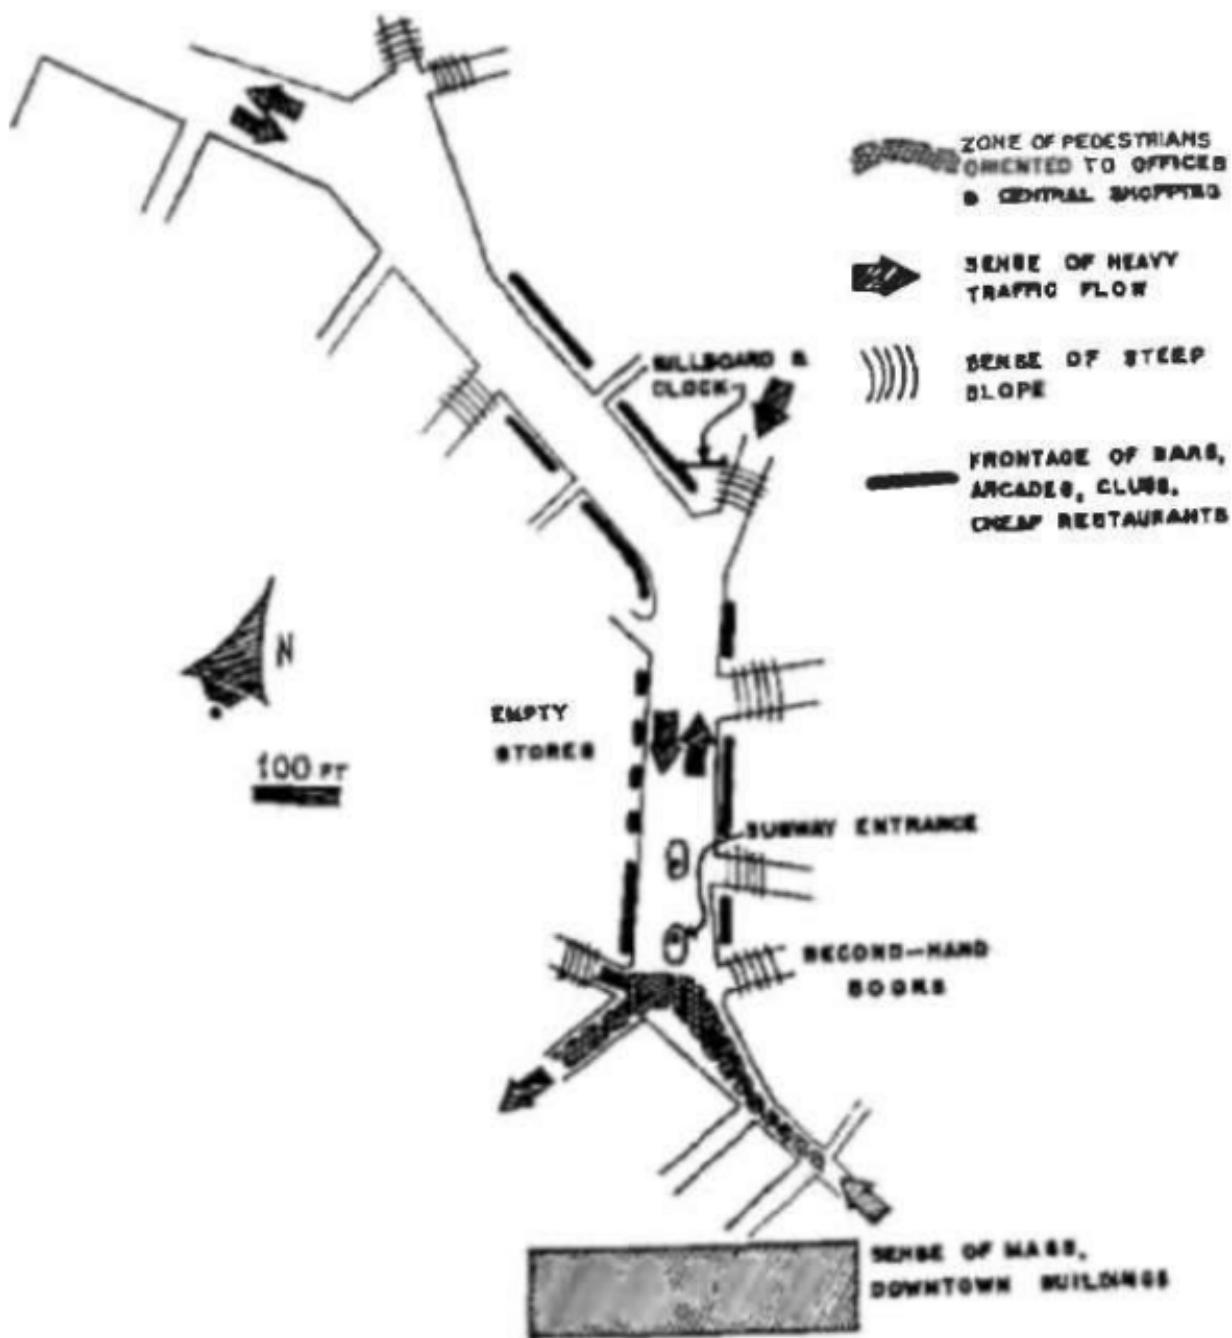 ZONE OF PEDESTRIANS
ORIENTED TO OFFICES
& CENTRAL SHOPPING
SENSE OF HEAVY
TRAFFIC FLOW
BILLBOARD &
CLOCK
SENSE OF STEEP
SLOPE
FRONTAGE OF BARS,
ARCADES, CLUBS,
CHEAP RESTAURANTS
N
EMPTY
STORES
100 FT
SUBWAY ENTRANCE
SECOND-HAND
BOOKS
SENSE OF MASS,
DOWNTOWN BUILDINGS